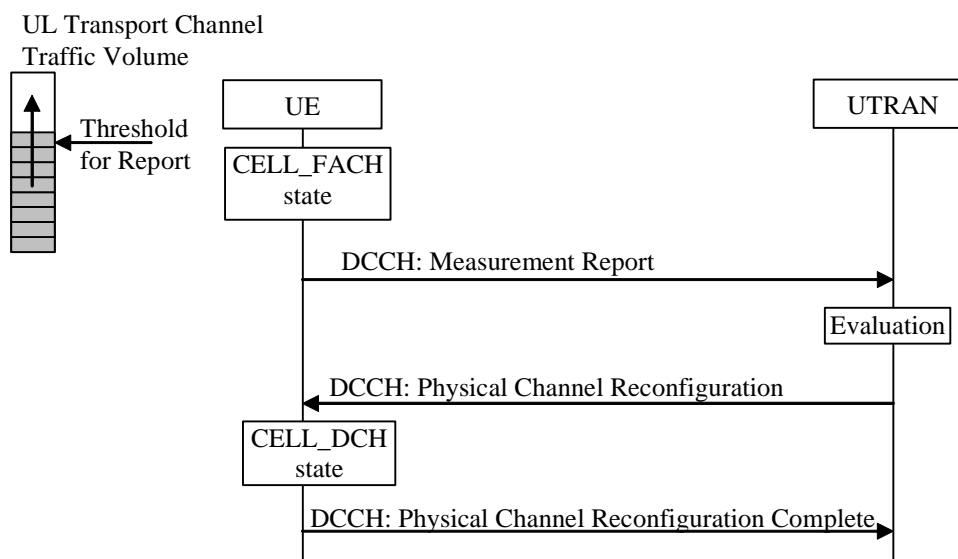 UL Transport Channel
Traffic Volume
Threshold
for Report
UE
UTRAN
CELL_FACH
state
DCCH: Measurement Report
Evaluation
DCCH: Physical Channel Reconfiguration
CELL_DCH
state
DCCH: Physical Channel Reconfiguration Complete